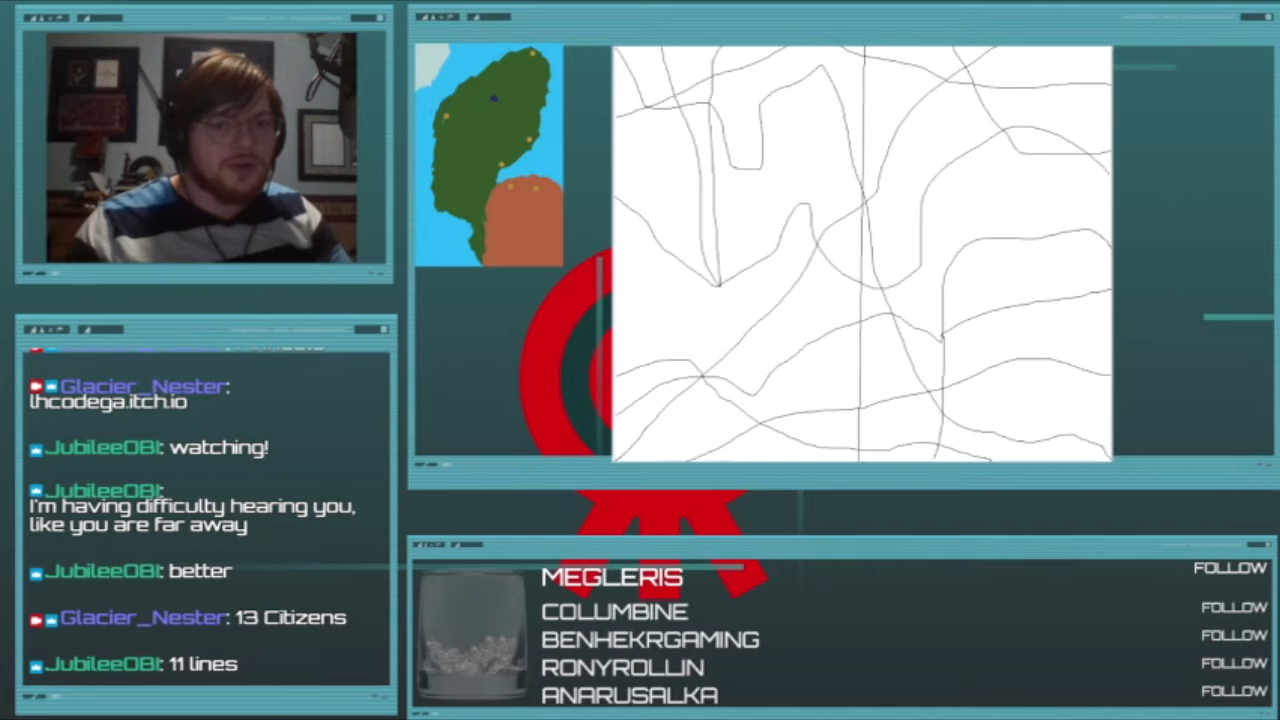 Glacier_Nester:
lhcodega.itch.io
JubileeOBI: watching!
JubileeOBI:
I'm having difficulty hearing you,
like you are far away
JubileeOBI: better
Glacier_Nester: 13 Citizens
JubileeOBI: 11 lines
MEGLERIS FOLLOW
COLUMBINE FOLLOW
BENHEKRGAMING FOLLOW
RONYROLLIN FOLLOW
ANARUSALKA FOLLOW